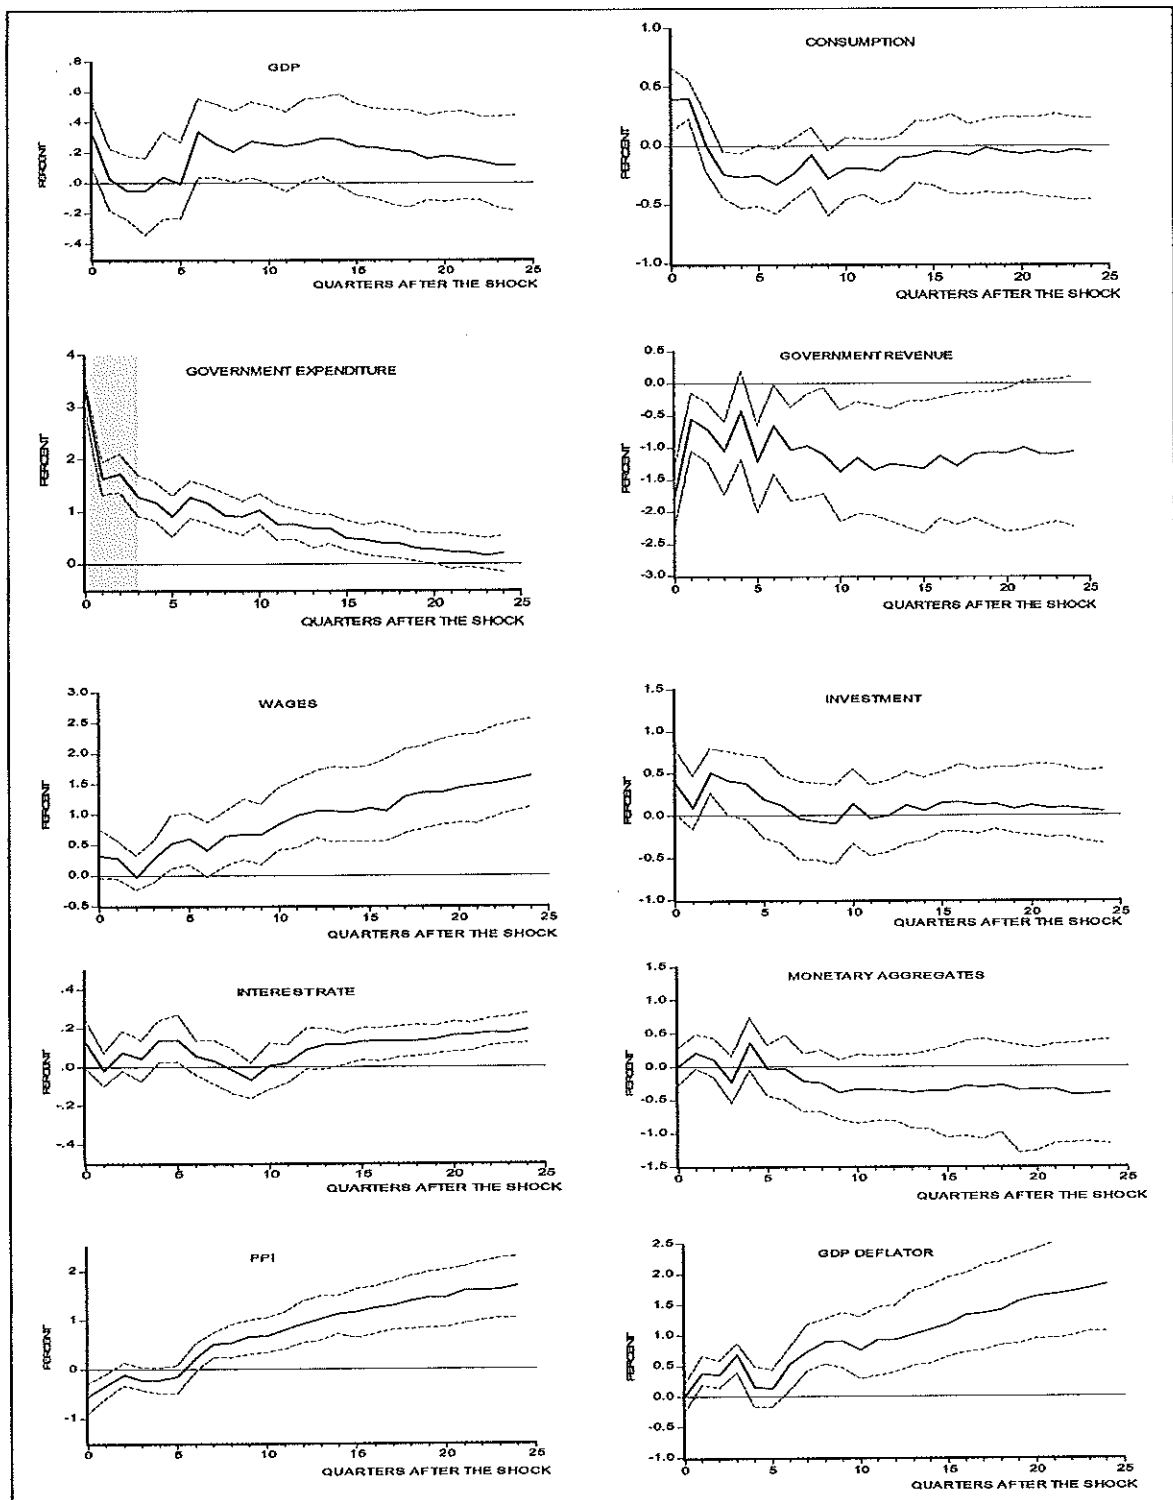 GDP
PERCENT
.8
.6
.4
.2
.0
-.2
-.4
0 5 10 15 20 25
QUARTERS AFTER THE SHOCK
CONSUMPTION
PERCENT
1.0
0.5
0.0
-0.5
-1.0
0 5 10 15 20 25
QUARTERS AFTER THE SHOCK
GOVERNMENT EXPENDITURE
PERCENT
4
3
2
1
0
0 5 10 15 20 25
QUARTERS AFTER THE SHOCK
GOVERNMENT REVENUE
PERCENT
0.5
0.0
-0.5
-1.0
-1.5
-2.0
-2.5
-3.0
0 5 10 15 20 25
QUARTERS AFTER THE SHOCK
WAGES
PERCENT
3.0
2.5
2.0
1.5
1.0
0.5
0.0
-0.5
0 5 10 15 20 25
QUARTERS AFTER THE SHOCK
INVESTMENT
PERCENT
1.5
1.0
0.5
0.0
-0.5
-1.0
0 5 10 15 20 25
QUARTERS AFTER THE SHOCK
INTEREST RATE
PERCENT
.4
.2
.0
-.2
-.4
0 5 10 15 20 25
QUARTERS AFTER THE SHOCK
MONETARY AGGREGATES
PERCENT
1.5
1.0
0.5
0.0
-0.5
-1.0
-1.5
0 5 10 15 20 25
QUARTERS AFTER THE SHOCK
PPI
PERCENT
2
1
0
-1
0 5 10 15 20 25
QUARTERS AFTER THE SHOCK
GDP DEFLATOR
PERCENT
2.5
2.0
1.5
1.0
0.5
0.0
-0.5
-1.0
0 5 10 15 20 25
QUARTERS AFTER THE SHOCK